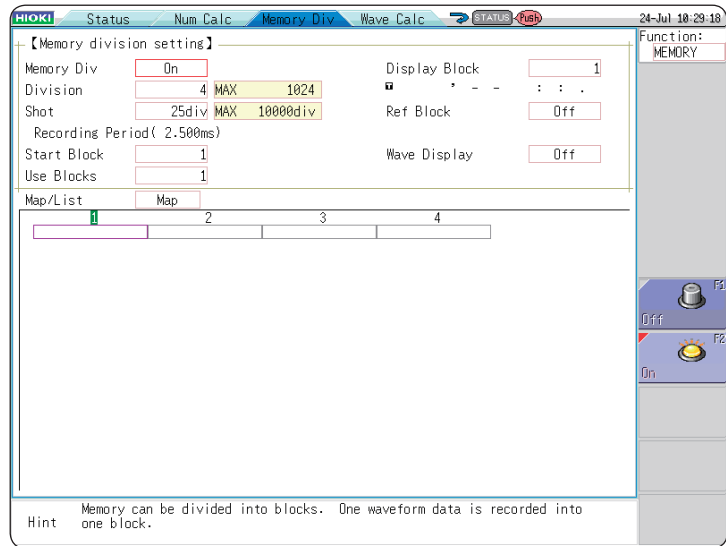 HIOKI Status Num Calc Memory Div Wave Calc STATUS Push 24-Jul 10:29:18
Function:
MEMORY
【Memory division setting】
Memory Div On Display Block 1
Division 4 MAX 1024 T ' - - : : .
Shot 25div MAX 10000div Ref Block Off
Recording Period( 2.500ms)
Start Block 1 Wave Display Off
Use Blocks 1
Map/List Map
1 2 3 4
F1
Off
F2
On
Hint Memory can be divided into blocks. One waveform data is recorded into
one block.